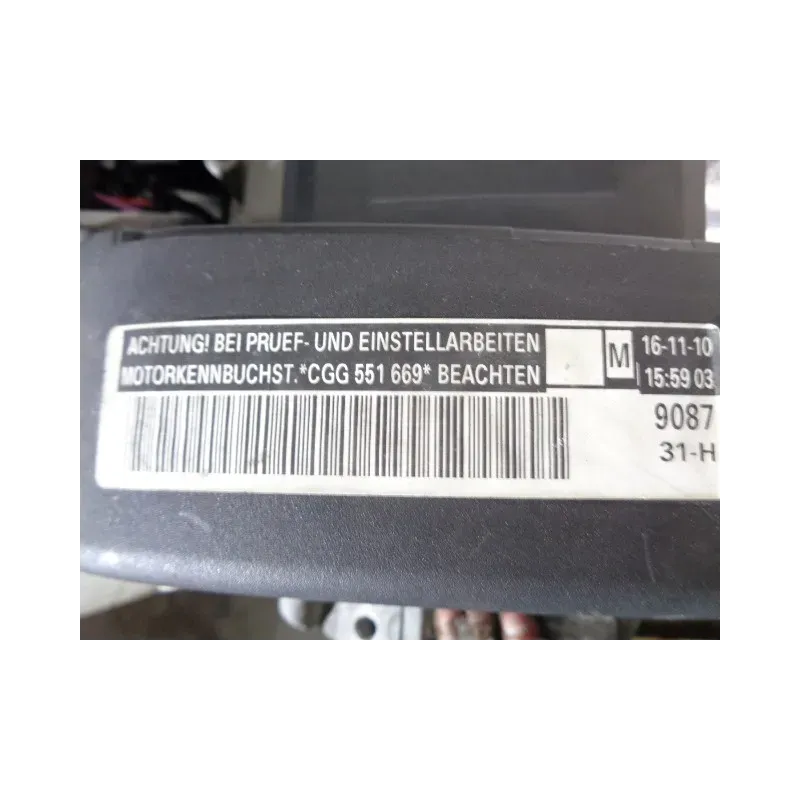 ACHTUNG! BEI PRUEF- UND EINSTELLARBEITEN
MOTORKENNBUCHST.*CGG 551 669* BEACHTEN
M
16-11-10
15:59 03
9087
31-H